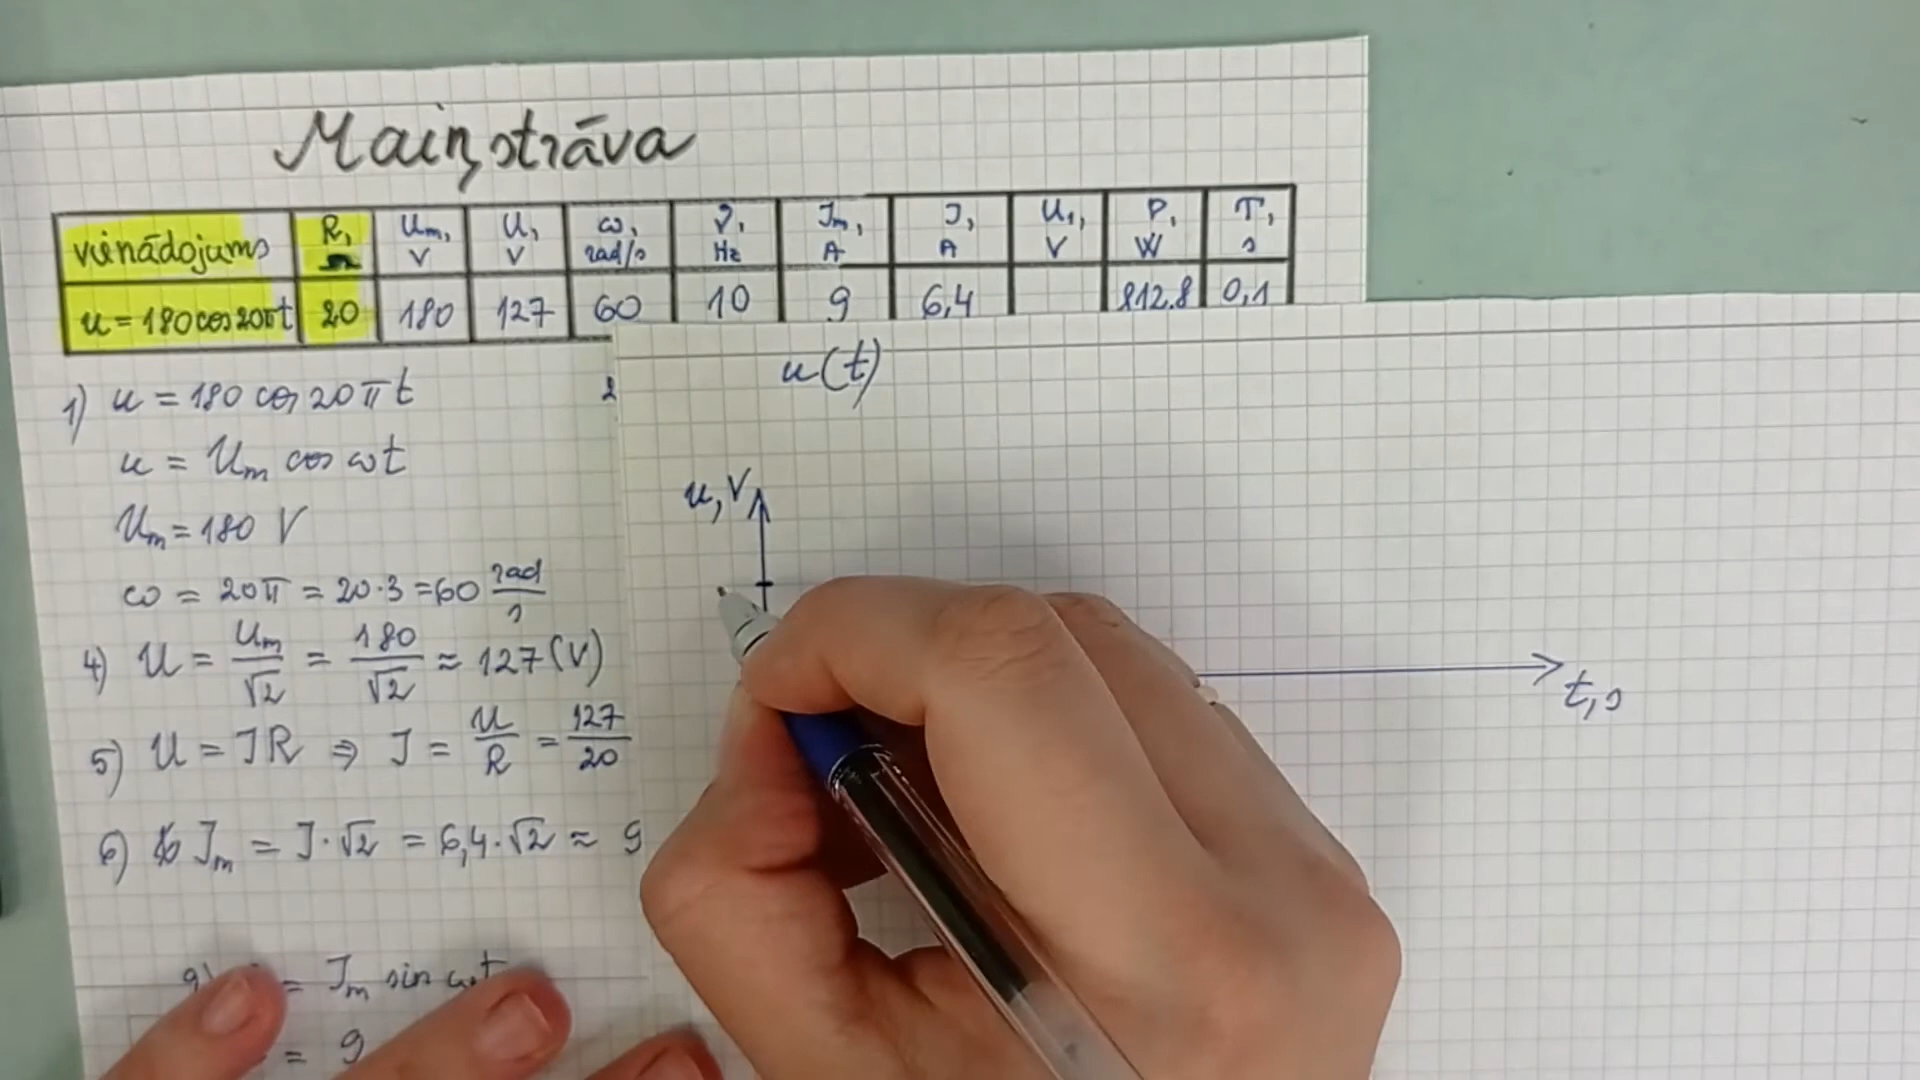 Maiņstrāva
vienādojums R, Ω Um, V U, V ω, rad/s ν, Hz Im, A I, A U1, V P, W T, s
u = 180cos20πt 20 180 127 60 10 9 6,4 812.8 0,1
1) u = 180 cos 20πt
u = Um cos ωt
Um = 180 V
ω = 20π = 20·3 = 60 rad/s
4) U = Um/√2 = 180/√2 ≈ 127 (V)
5) U = IR ⇒ I = U/R = 127/20
6) Im = I·√2 = 6,4·√2 ≈ 9
= Im sin ωt
= 9
u(t)
u, V
t, s